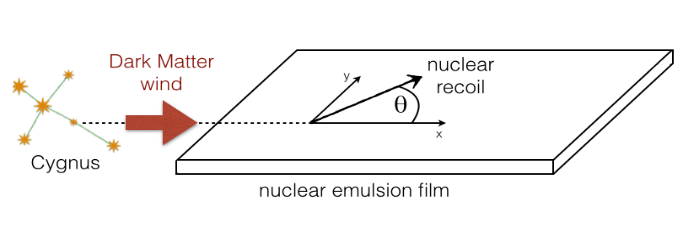 Dark Matter
wind
nuclear
recoil
y
θ
x
Cygnus
nuclear emulsion film